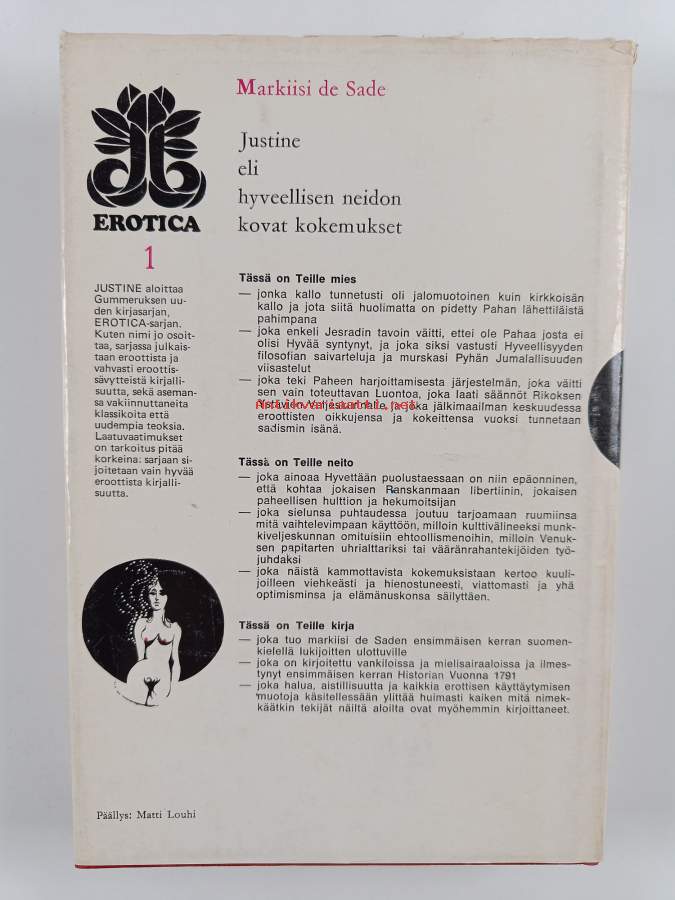 EROTICA
1
JUSTINE aloittaa
Gummeruksen uu-
den kirjasarjan,
EROTICA-sarjan.
Kuten nimi jo osoit-
taa, sarjassa julkais-
taan eroottista ja
vahvasti eroottis-
sävytteistä kirjalli-
suutta, sekä aseman-
sa vakiinnuttaneita
klassikoita että
uudempia teoksia.
Laatuvaatimukset
on tarkoitus pitää
korkeina: sarjaan si-
joitetaan vain hyvää
eroottista kirjalli-
suutta.
Päällys: Matti Louhi
Markiisi de Sade
Justine
eli
hyveellisen neidon
kovat kokemukset
Tässä on Teille mies
— jonka kallo tunnetusti oli jalomuotoinen kuin kirkkoisän
kallo ja jota siitä huolimatta on pidetty Pahan lähettiläistä
pahimpana
— joka enkeli Jesradin tavoin väitti, ettei ole Pahaa josta ei
olisi Hyvää syntynyt, ja joka siksi vastusti Hyveellisyyden
filosofian saivarteluja ja murskasi Pyhän Jumalallisuuden
viisastelut
— joka teki Paheen harjoittamisesta järjestelmän, joka väitti
sen vain toteuttavan Luontoa, joka laati säännöt Rikoksen
Ystävien Veljeskunnalle, ja joka jälkimaailman keskuudessa
eroottisten oikkujensa ja kokeittensa vuoksi tunnetaan
sadismin isänä.
Tässä on Teille neito
— joka ainoaa Hyvettään puolustaessaan on niin epäonninen,
että kohtaa jokaisen Ranskanmaan libertiinin, jokaisen
paheellisen hulttion ja hekumoitsijan
— joka sielunsa puhtaudessa joutuu tarjoamaan ruumiinsa
mitä vaihtelevimpaan käyttöön, milloin kulttivälineeksi munk-
kiveljeskunnan omituisiin ehtoollismenoihin, milloin Venuk-
sen papitarten uhrialttariksi tai vääränrahantekijöiden työ-
juhdaksi
— joka näistä kammottavista kokemuksistaan kertoo kuuli-
joilleen viehkeästi ja hienostuneesti, viattomasti ja yhä
optimisminsa ja elämänuskonsa säilyttäen.
Tässä on Teille kirja
— joka tuo markiisi de Saden ensimmäisen kerran suomen-
kielellä lukijoitten ulottuville
— joka on kirjoitettu vankiloissa ja mielisairaaloissa ja ilmes-
tynyt ensimmäisen kerran Historian Vuonna 1791
— joka halua, aistillisuutta ja kaikkia erottisen käyttäytymisen
muotoja käsitellessään ylittää huimasti kaiken mitä nimek-
käätkin tekijät näiltä aloilta ovat myöhemmin kirjoittaneet.